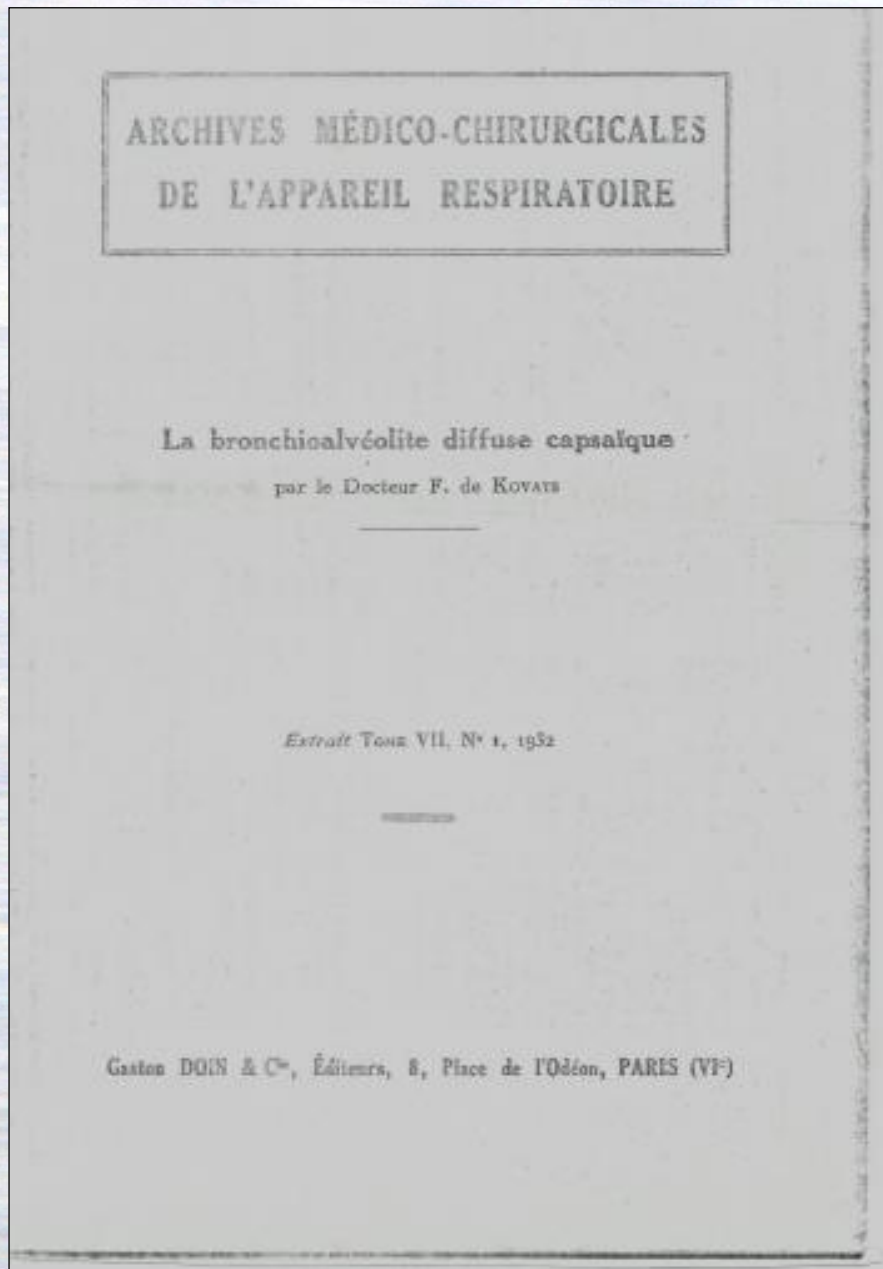 ARCHIVES MÉDICO-CHIRURGICALES
DE L'APPAREIL RESPIRATOIRE
La bronchioalvéolite diffuse capsaïque
par le Docteur F. de KOVATS
Extrait TOME VII, N° 1, 1932
Gaston DOIN & Cie, Éditeurs, 8, Place de l'Odéon, PARIS (VIe)